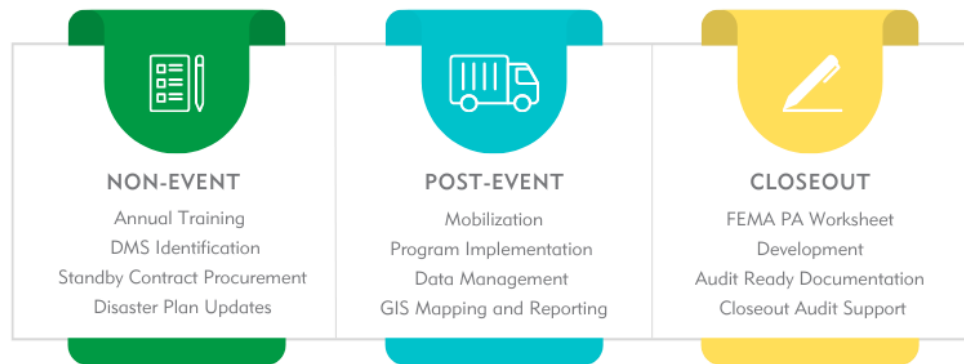 NON-EVENT
Annual Training
DMS Identification
Standby Contract Procurement
Disaster Plan Updates
POST-EVENT
Mobilization
Program Implementation
Data Management
GIS Mapping and Reporting
CLOSEOUT
FEMA PA Worksheet
Development
Audit Ready Documentation
Closeout Audit Support